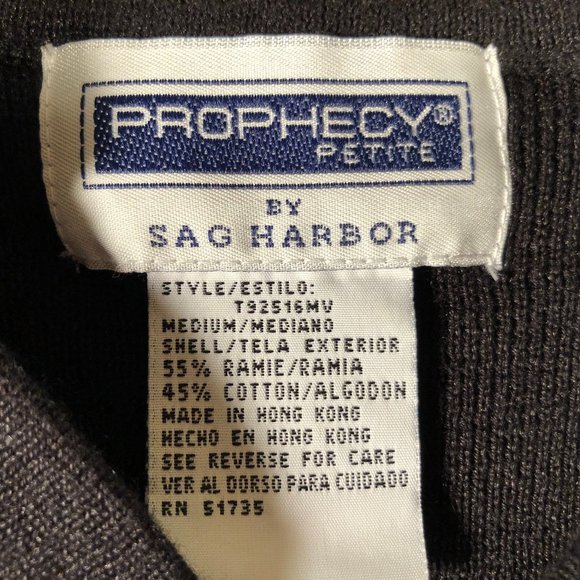 PROPHECY®
PETITE
BY
SAG HARBOR
STYLE/ESTILO:
T92516MV
MEDIUM/MEDIANO
SHELL/TELA EXTERIOR
55% RAMIE/RAMIA
45% COTTON/ALGODON
MADE IN HONG KONG
HECHO EN HONG KONG
SEE REVERSE FOR CARE
VER AL DORSO PARA CUIDADO
RN 51735